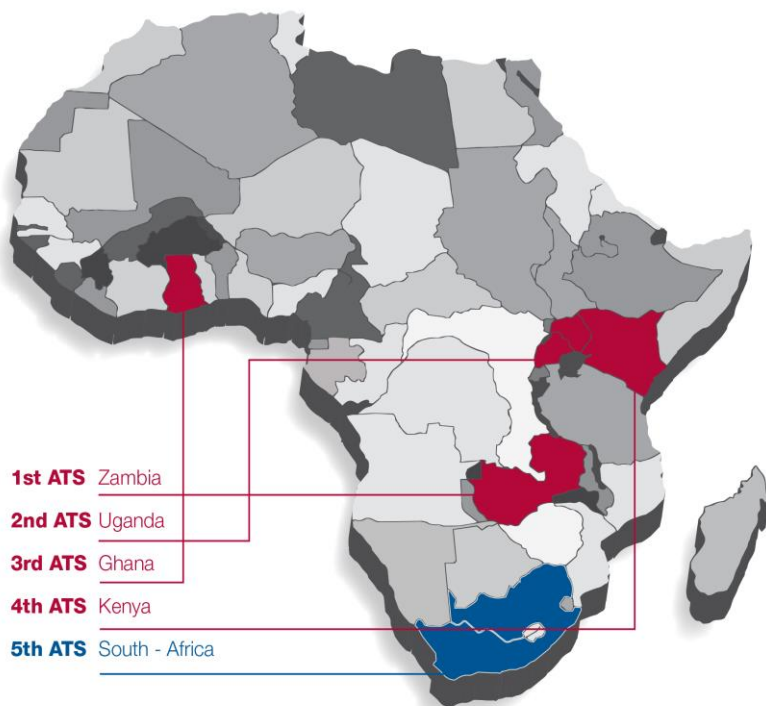 1st ATS Zambia
2nd ATS Uganda
3rd ATS Ghana
4th ATS Kenya
5th ATS South - Africa